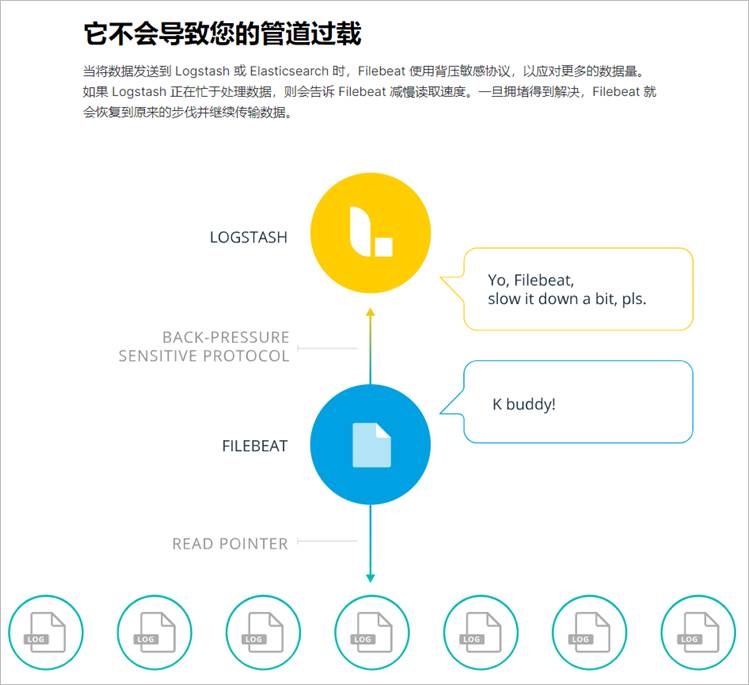 它不会导致您的管道过载
当将数据发送到 Logstash 或 Elasticsearch 时，Filebeat 使用背压敏感协议，以应对更多的数据量。
如果 Logstash 正在忙于处理数据，则会告诉 Filebeat 减慢读取速度。一旦拥堵得到解决，Filebeat 就
会恢复到原来的步伐并继续传输数据。
LOGSTASH
Yo, Filebeat,
slow it down a bit, pls.
BACK-PRESSURE
SENSITIVE PROTOCOL
K buddy!
FILEBEAT
READ POINTER
LOG
LOG
LOG
LOG
LOG
LOG
LOG